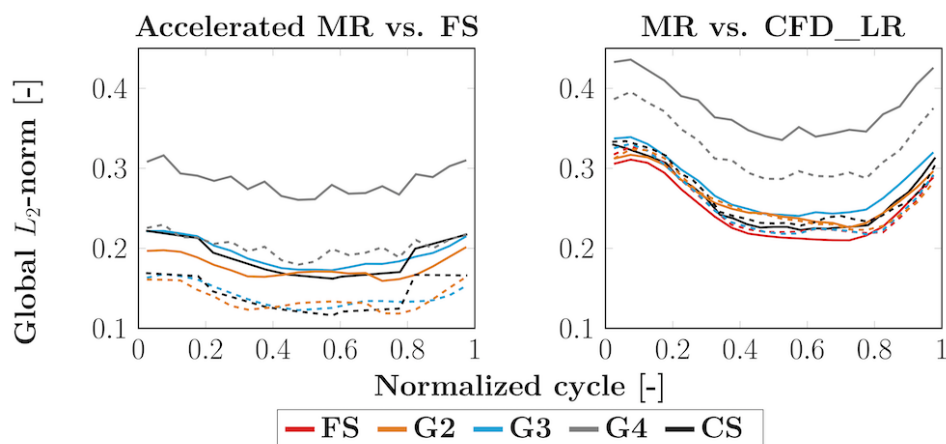 Accelerated MR vs. FS
MR vs. CFD_LR
Global L2-norm [-]
0.4
0.3
0.2
0.1
0 0.2 0.4 0.6 0.8 1
0.4
0.3
0.2
0.1
0 0.2 0.4 0.6 0.8 1
Normalized cycle [-]
FS G2 G3 G4 CS